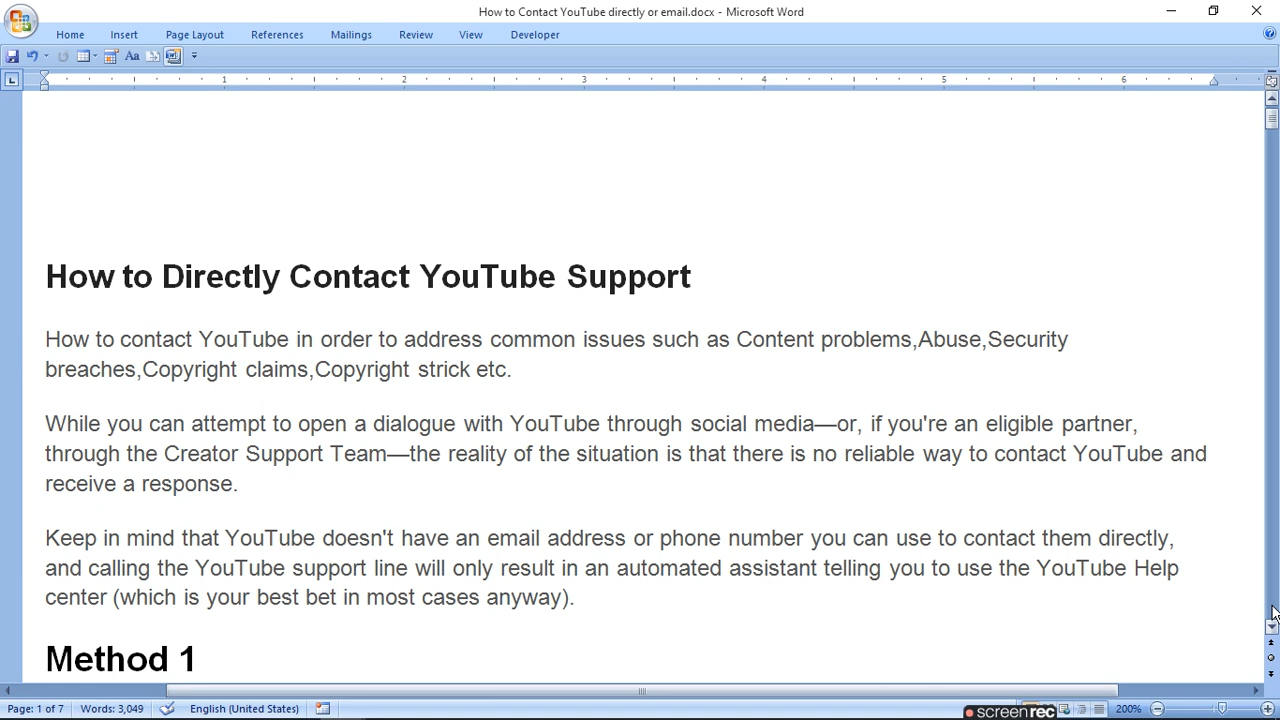 How to Contact YouTube directly or email.docx - Microsoft Word
Home Insert Page Layout References Mailings Review View Developer
Aa
1 2 3 4 5 6
How to Directly Contact YouTube Support
How to contact YouTube in order to address common issues such as Content problems,Abuse,Security
breaches,Copyright claims,Copyright strick etc.
While you can attempt to open a dialogue with YouTube through social media—or, if you're an eligible partner,
through the Creator Support Team—the reality of the situation is that there is no reliable way to contact YouTube and
receive a response.
Keep in mind that YouTube doesn't have an email address or phone number you can use to contact them directly,
and calling the YouTube support line will only result in an automated assistant telling you to use the YouTube Help
center (which is your best bet in most cases anyway).
Method 1
Page: 1 of 7 Words: 3,049 English (United States) screenrec 200%